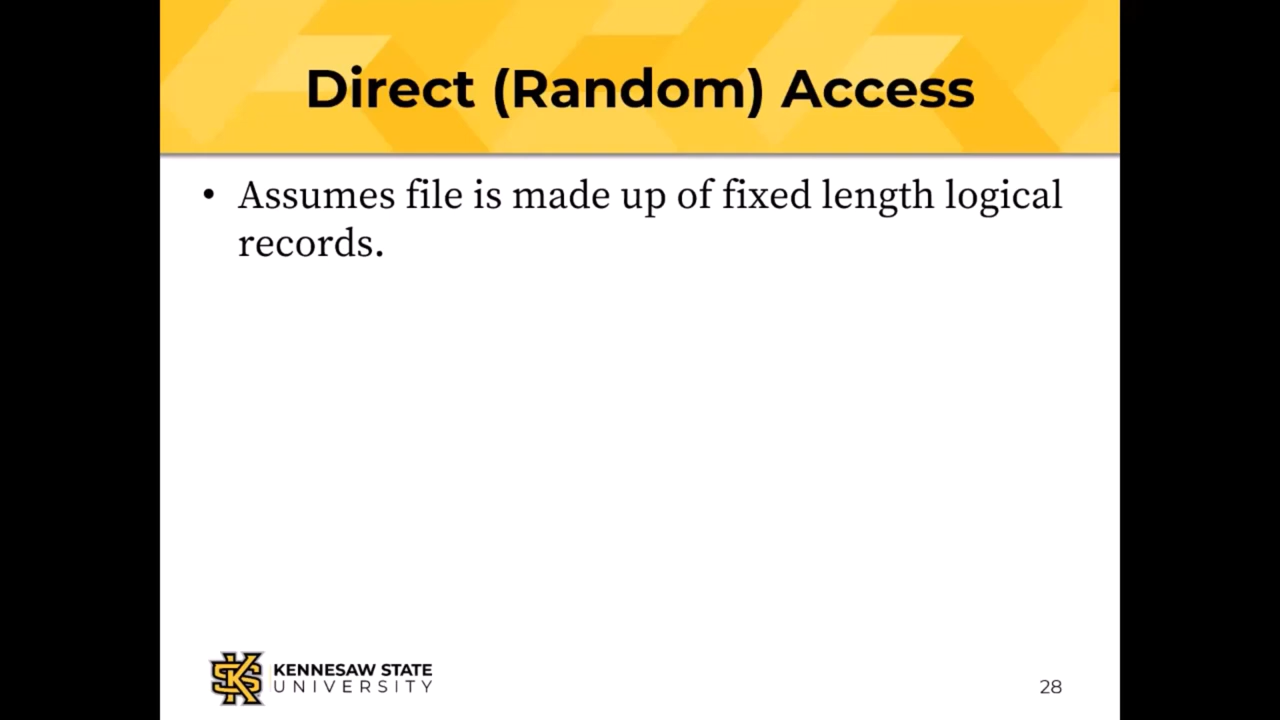 Direct (Random) Access
• Assumes file is made up of fixed length logical
records.
KENNESAW STATE
UNIVERSITY
28